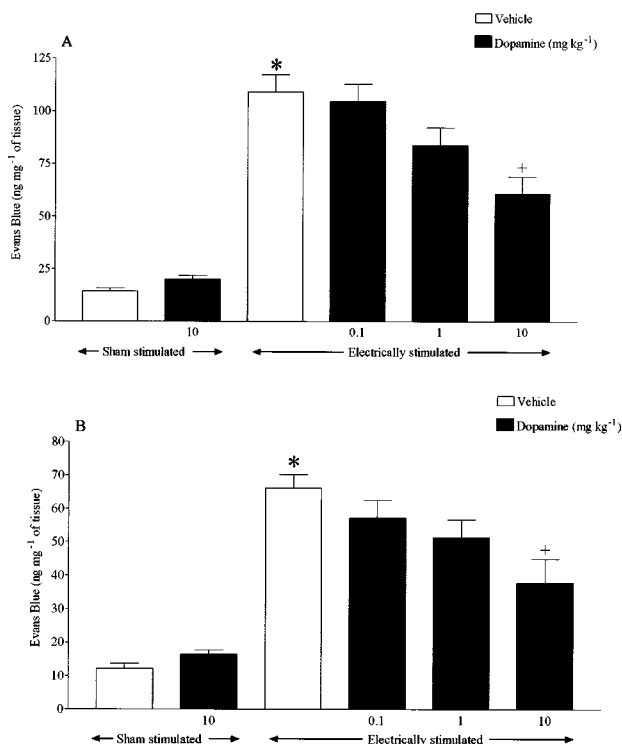 Vehicle
Dopamine (mg kg⁻¹)
A
125
100
75
50
25
0
Evans Blue (ng mg⁻¹ of tissue)
*
+
10
0.1
1
10
Sham stimulated
Electrically stimulated
Vehicle
Dopamine (mg kg⁻¹)
B
80
70
60
50
40
30
20
10
0
Evans Blue (ng mg⁻¹ of tissue)
*
+
10
0.1
1
10
Sham stimulated
Electrically stimulated